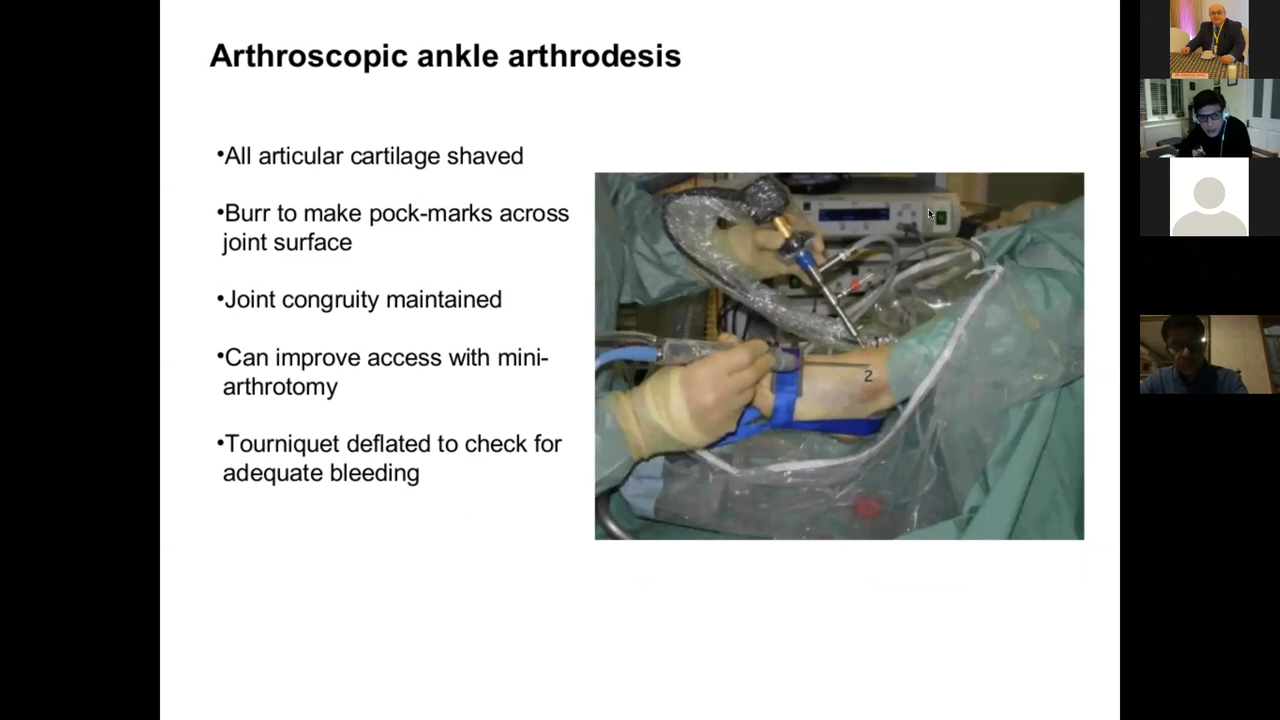 Arthroscopic ankle arthrodesis
•All articular cartilage shaved
•Burr to make pock-marks across
joint surface
•Joint congruity maintained
•Can improve access with mini-
arthrotomy
•Tourniquet deflated to check for
adequate bleeding
1
2